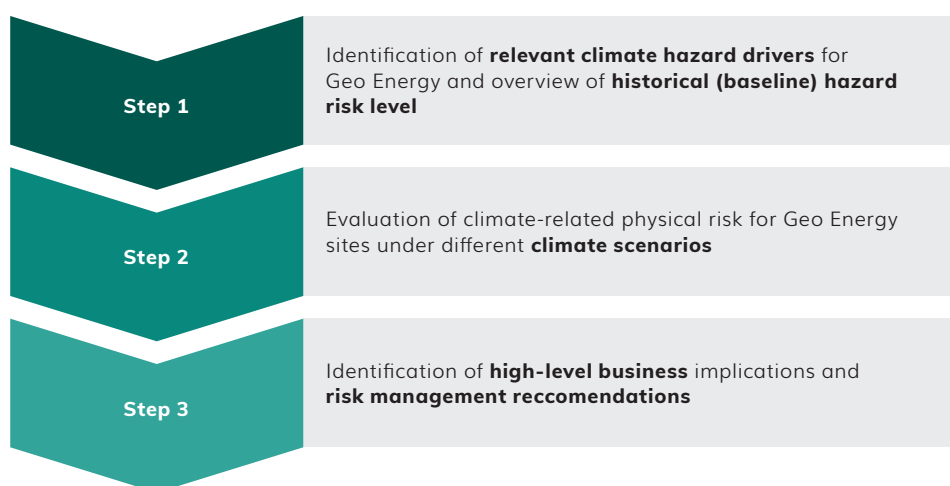 Step 1
Identification of relevant climate hazard drivers for
Geo Energy and overview of historical (baseline) hazard
risk level
Step 2
Evaluation of climate-related physical risk for Geo Energy
sites under different climate scenarios
Step 3
Identification of high-level business implications and
risk management reccomendations